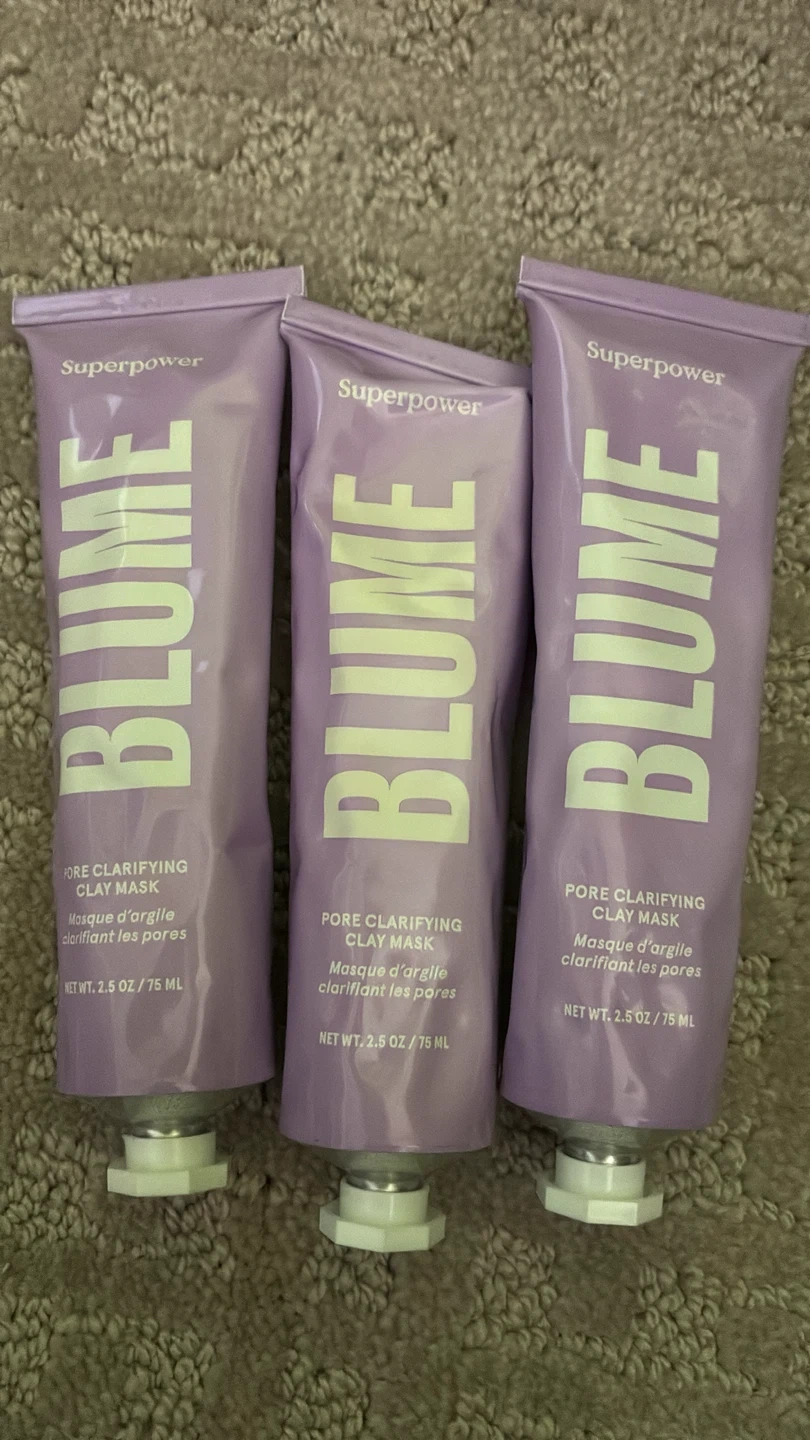 Superpower
BLUME
PORE CLARIFYING
CLAY MASK
Masque d'argile
clarifiant les pores
NET WT. 2.5 OZ / 75 ML
Superpower
BLUME
PORE CLARIFYING
CLAY MASK
Masque d'argile
clarifiant les pores
NET WT. 2.5 OZ / 75 ML
Superpower
BLUME
PORE CLARIFYING
CLAY MASK
Masque d'argile
clarifiant les pores
NET WT. 2.5 OZ / 75 ML